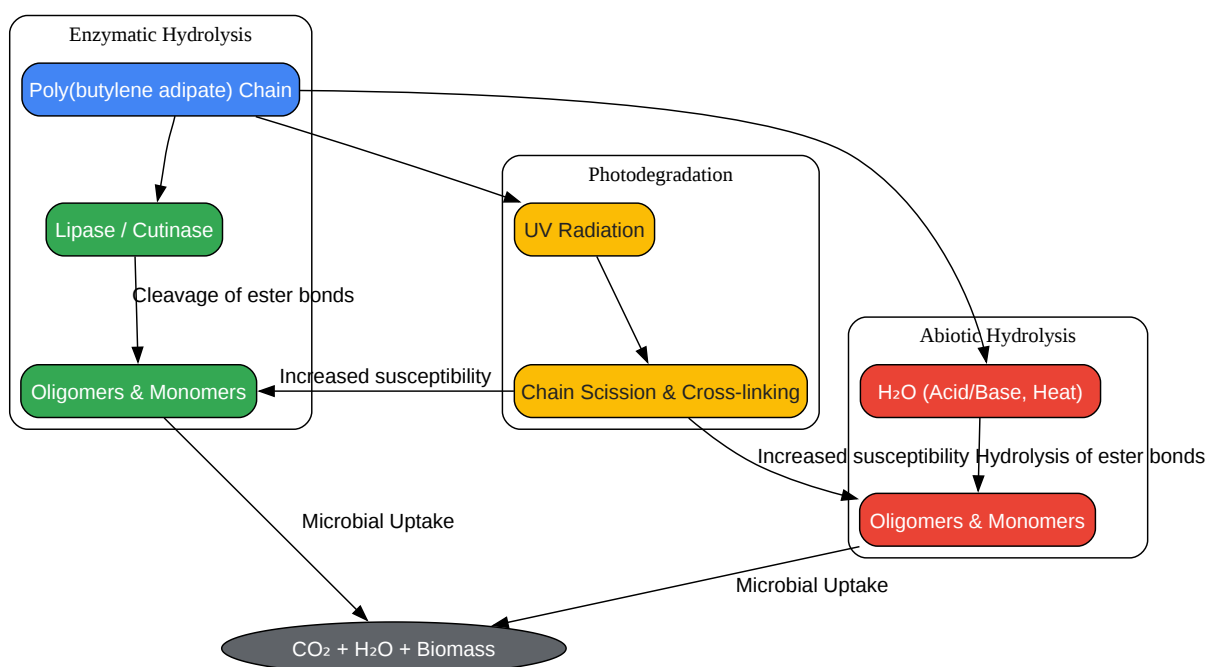 Enzymatic Hydrolysis
Poly(butylene adipate) Chain
Photodegradation
Lipase / Cutinase
UV Radiation
Cleavage of ester bonds
Abiotic Hydrolysis
Increased susceptibility
Oligomers & Monomers
Chain Scission & Cross-linking
H₂O (Acid/Base, Heat)
Increased susceptibility
Hydrolysis of ester bonds
Microbial Uptake
Oligomers & Monomers
Microbial Uptake
CO₂ + H₂O + Biomass